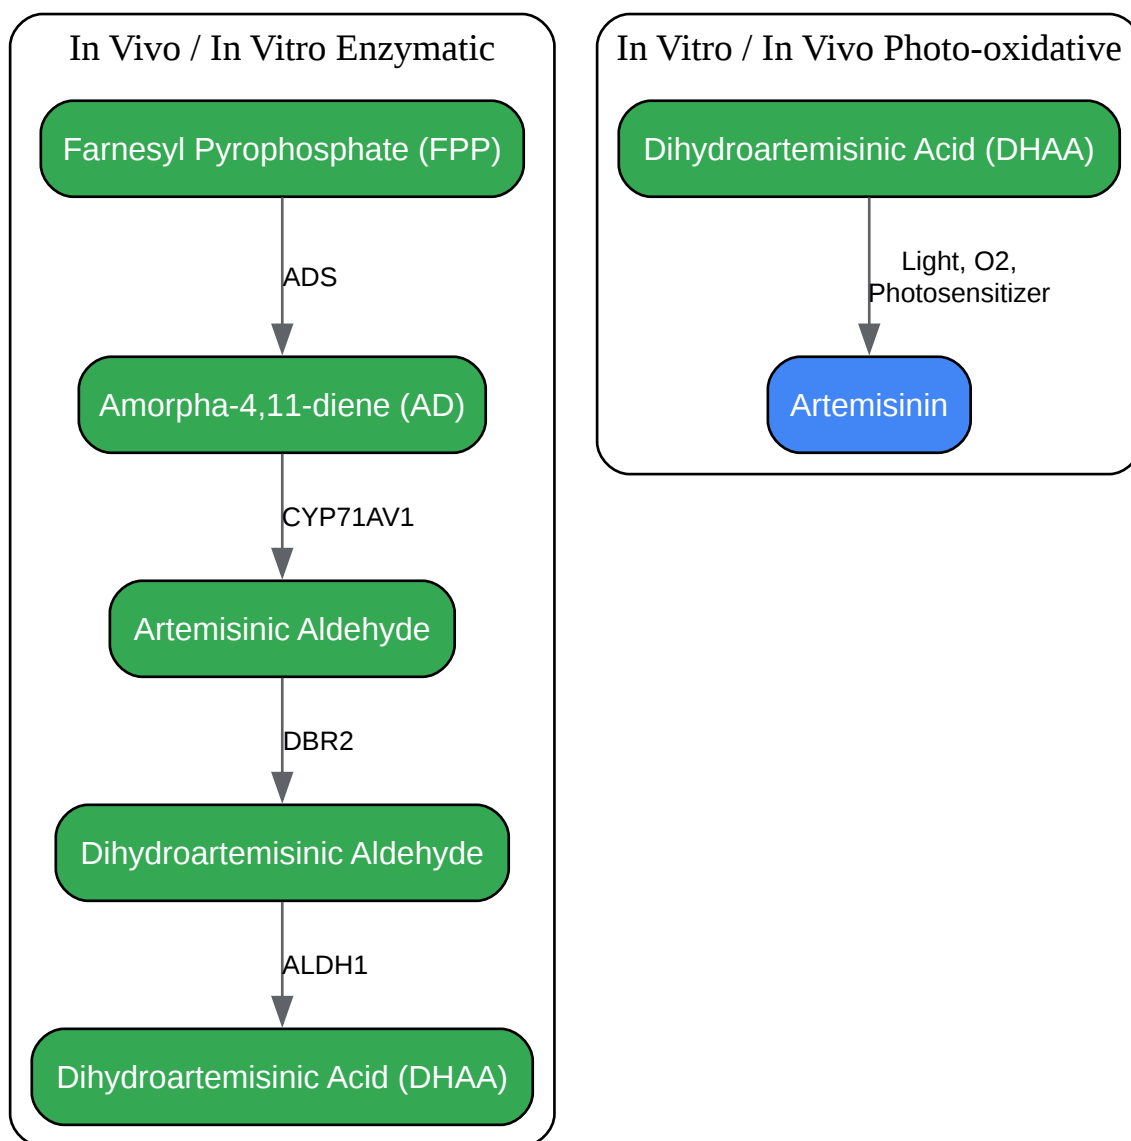 In Vivo / In Vitro Enzymatic
Farnesyl Pyrophosphate (FPP)
ADS
Amorpha-4,11-diene (AD)
CYP71AV1
Artemisinic Aldehyde
DBR2
Dihydroartemisinic Aldehyde
ALDH1
Dihydroartemisinic Acid (DHAA)
In Vitro / In Vivo Photo-oxidative
Dihydroartemisinic Acid (DHAA)
Light, O2,
Photosensitizer
Artemisinin